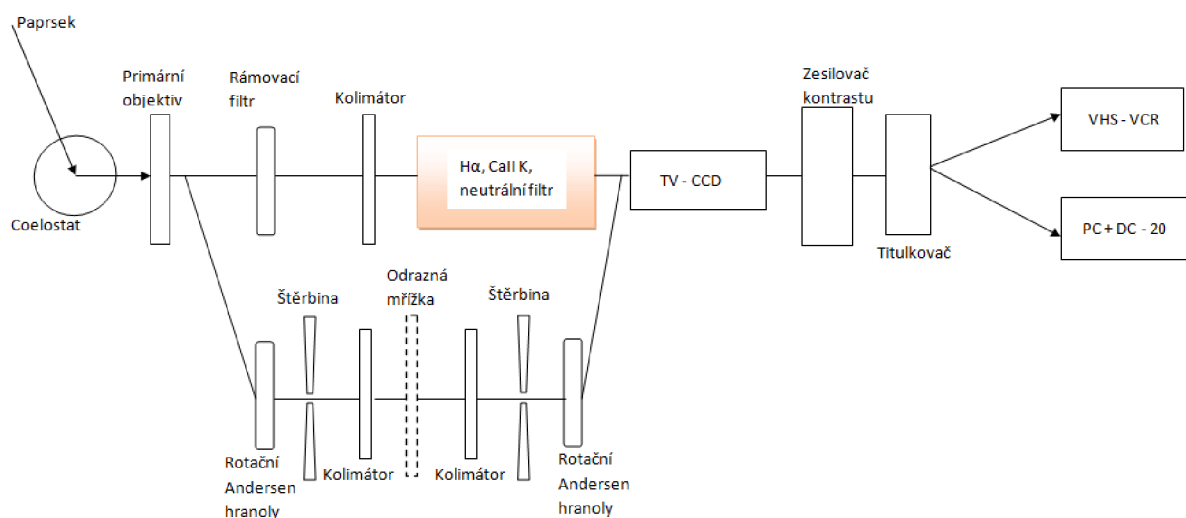 Paprsek
Primární
objektiv
Rámovací
filtr
Kolimátor
Zesilovač
kontrastu
VHS - VCR
Hα, CaII K,
neutrální filtr
TV - CCD
Coelostat
Titulkovač
PC + DC - 20
Štěrbina
Odrazná
mřížka
Štěrbina
Rotační
Andersen
hranoly
Kolimátor
Kolimátor
Rotační
Andersen
hranoly